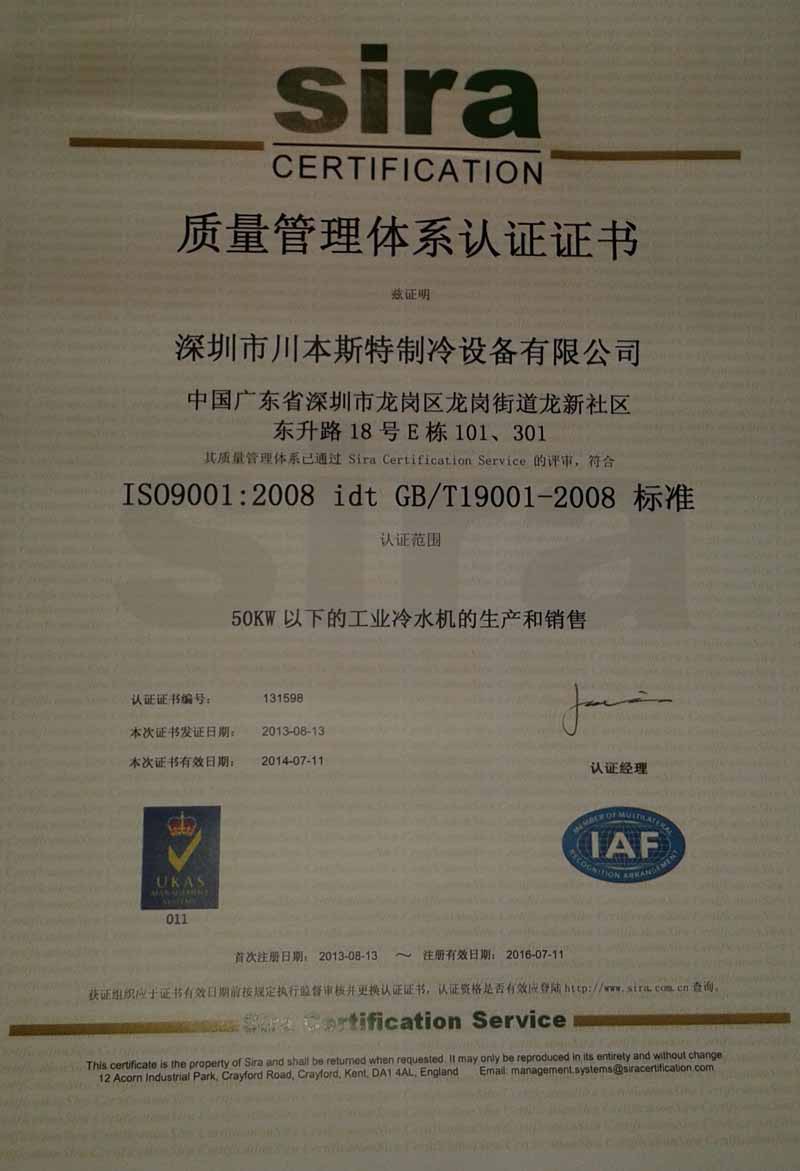 sira
CERTIFICATION
质量管理体系认证证书
兹证明
深圳市川本斯特制冷设备有限公司
中国广东省深圳市龙岗区龙岗街道龙新社区
东升路 18 号 E 栋 101、301
其质量管理体系已通过 Sira Certification Service 的评审，符合
ISO9001:2008 idt GB/T19001-2008 标准
认证范围
50KW 以下的工业冷水机的生产和销售
认证证书编号： 131598
本次证书发证日期： 2013-08-13
本次证书有效日期： 2014-07-11
认证经理
UKAS
MANAGEMENT
SYSTEMS
011
MEMBER OF MULTILATERAL
IAF
RECOGNITION ARRANGEMENT
首次注册日期： 2013-08-13 ～ 注册有效日期： 2016-07-11
获证组织应于证书有效日期前按规定执行监督审核并更换认证证书，认证资格是否有效应登陆 http://www.sira.com.cn 查询。
Sira Certification Service
This certificate is the property of Sira and shall be returned when requested. It may only be reproduced in its entirety and without change
12 Acorn Industrial Park, Crayford Road, Crayford, Kent, DA1 4AL, England Email: management.systems@siracertification.com